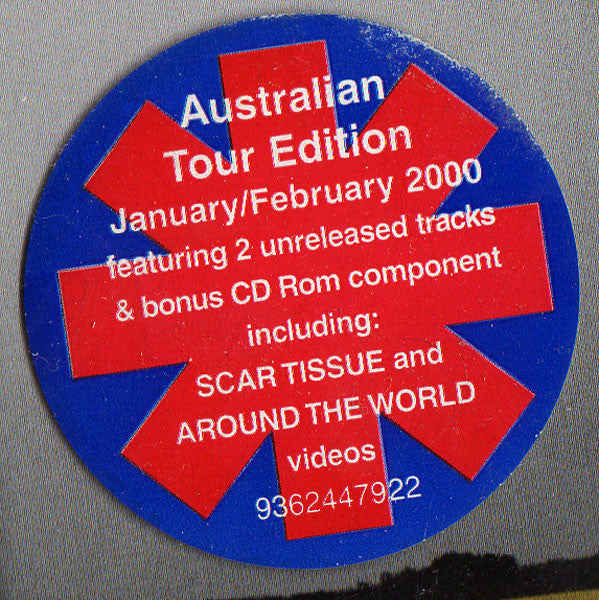 Australian
Tour Edition
January/February 2000
featuring 2 unreleased tracks
& bonus CD Rom component
including:
SCAR TISSUE and
AROUND THE WORLD
videos
9362447922